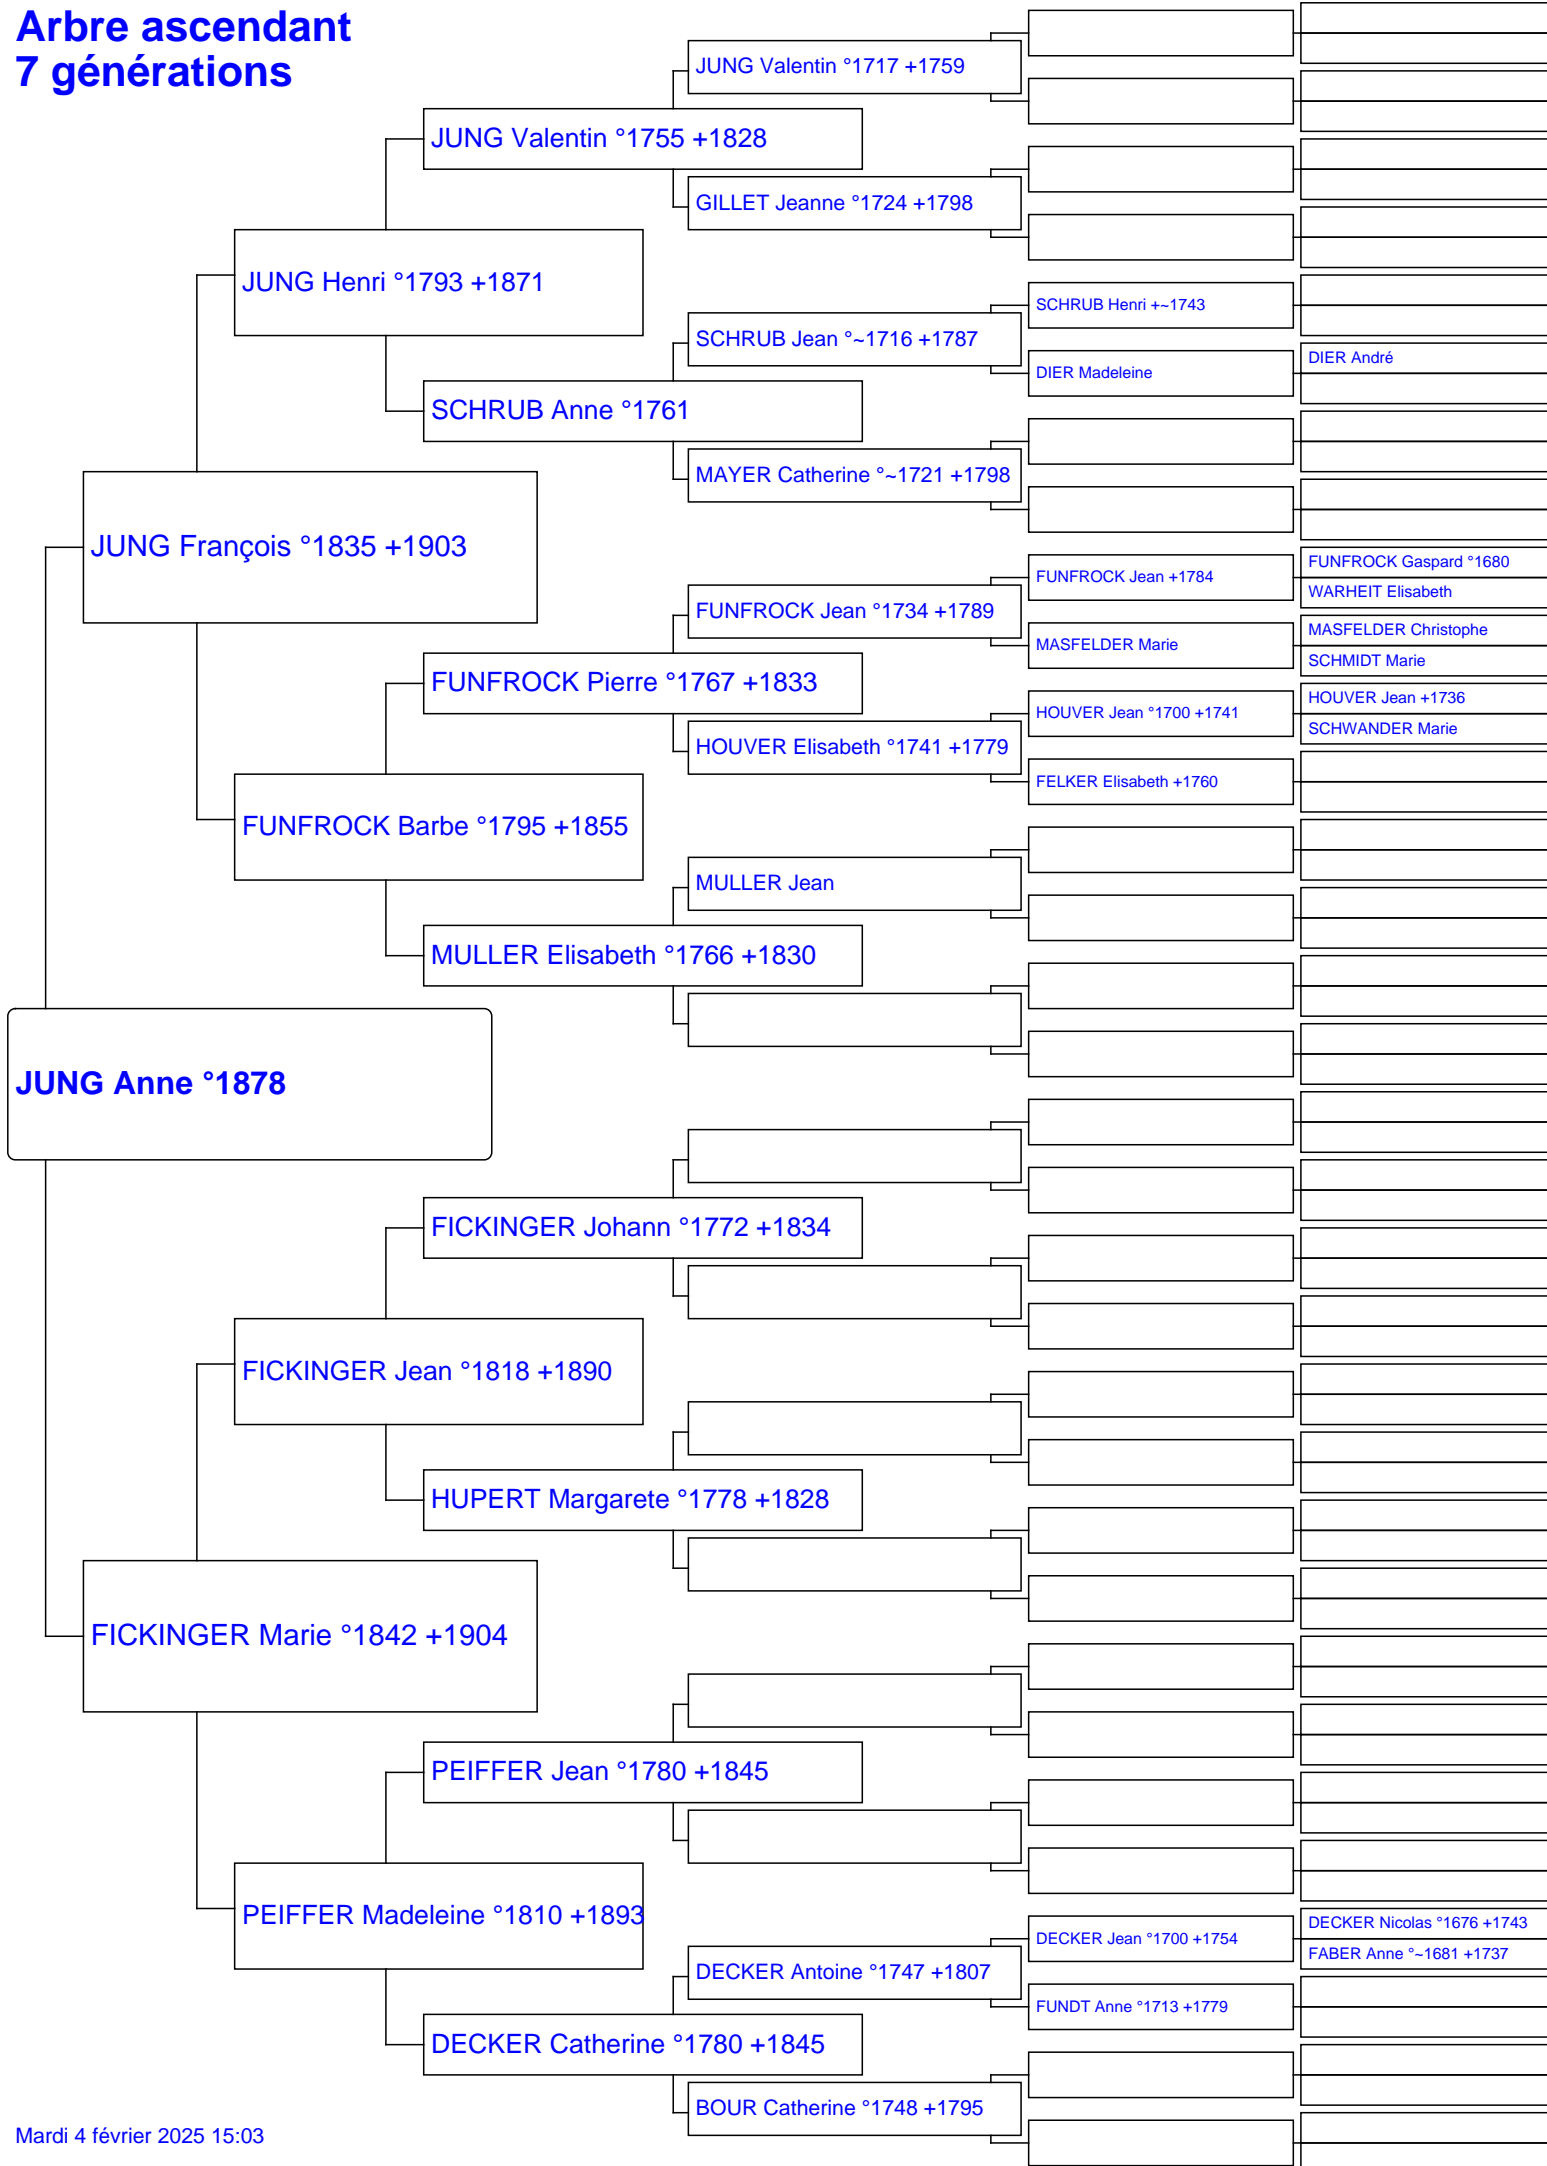 Arbre ascendant
7 générations
JUNG Valentin °1717 +1759
JUNG Valentin °1755 +1828
GILLET Jeanne °1724 +1798
JUNG Henri °1793 +1871
SCHRUB Henri +~1743
SCHRUB Jean °~1716 +1787
DIER André
DIER Madeleine
SCHRUB Anne °1761
MAYER Catherine °~1721 +1798
JUNG François °1835 +1903
FUNFROCK Gaspard °1680
FUNFROCK Jean +1784
WARHEIT Elisabeth
FUNFROCK Jean °1734 +1789
MASFELDER Christophe
MASFELDER Marie
SCHMIDT Marie
FUNFROCK Pierre °1767 +1833
HOUVER Jean +1736
HOUVER Jean °1700 +1741
SCHWANDER Marie
HOUVER Elisabeth °1741 +1779
FELKER Elisabeth +1760
FUNFROCK Barbe °1795 +1855
MULLER Jean
MULLER Elisabeth °1766 +1830
JUNG Anne °1878
FICKINGER Johann °1772 +1834
FICKINGER Jean °1818 +1890
HUPERT Margarete °1778 +1828
FICKINGER Marie °1842 +1904
PEIFFER Jean °1780 +1845
PEIFFER Madeleine °1810 +1893
DECKER Nicolas °1676 +1743
DECKER Jean °1700 +1754
FABER Anne °~1681 +1737
DECKER Antoine °1747 +1807
FUNDT Anne °1713 +1779
DECKER Catherine °1780 +1845
BOUR Catherine °1748 +1795
Mardi 4 février 2025 15:03